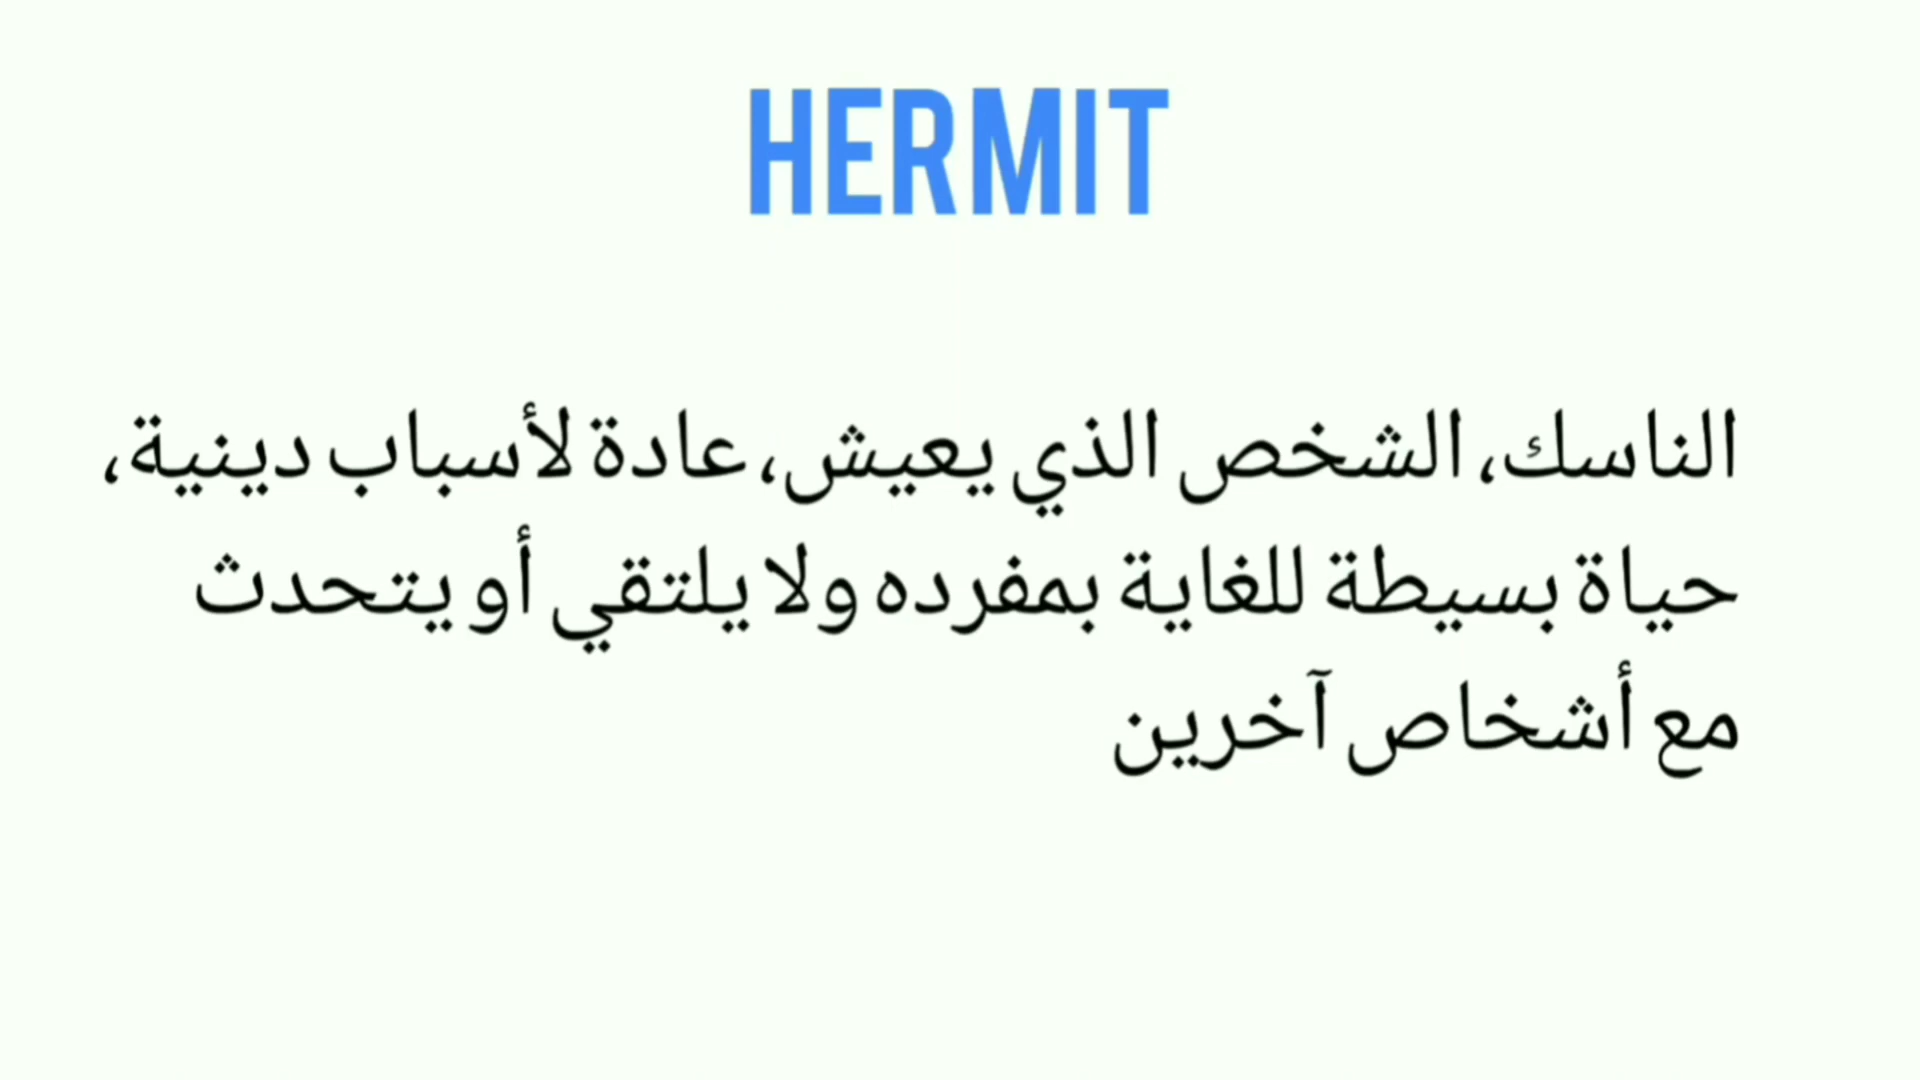 HERMIT
الناسك، الشخص الذي يعيش، عادة لأسباب دينية،
حياة بسيطة للغاية بمفرده ولا يلتقي أو يتحدث
مع أشخاص آخرين